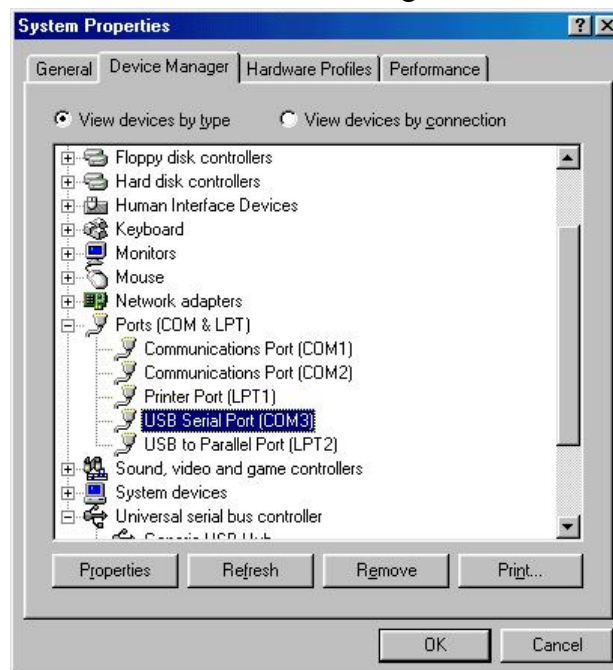 System Properties
General Device Manager Hardware Profiles Performance
View devices by type View devices by connection
Floppy disk controllers
Hard disk controllers
Human Interface Devices
Keyboard
Monitors
Mouse
Network adapters
Ports (COM & LPT)
Communications Port (COM1)
Communications Port (COM2)
Printer Port (LPT1)
USB Serial Port (COM3)
USB to Parallel Port (LPT2)
Sound, video and game controllers
System devices
Universal serial bus controller
Generic USB Hub
Properties Refresh Remove Print...
OK Cancel